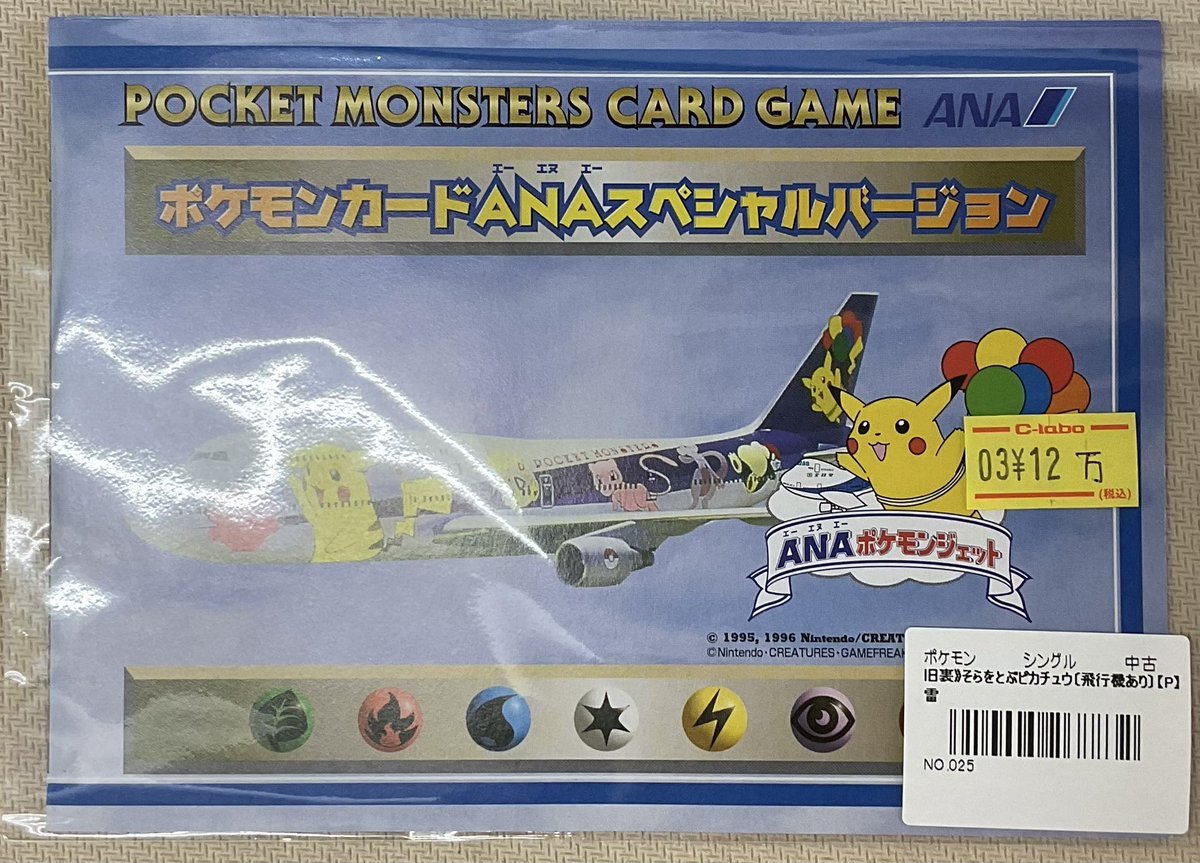 POCKET MONSTERS CARD GAME ANA
エー エヌ エー
ポケモンカードANAスペシャルバージョン
POCKET MONSTERS
C-labo
03¥12万
(税込)
エー エヌ エー
ANAポケモンジェット
© 1995, 1996 Nintendo/CREAT
©Nintendo・CREATURES・GAMEFREAK
ポケモン シングル 中古
旧裏》そらをとぶピカチュウ〔飛行機あり〕【P】
雷
NO.025